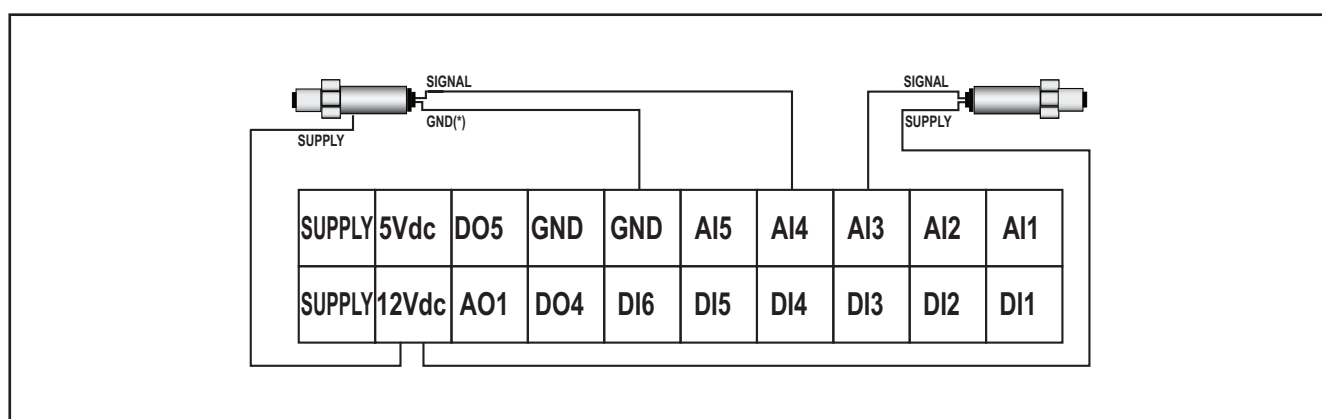 SIGNAL
GND(*)
SUPPLY
SIGNAL
SUPPLY
SUPPLY 5Vdc DO5 GND GND AI5 AI4 AI3 AI2 AI1
SUPPLY 12Vdc AO1 DO4 DI6 DI5 DI4 DI3 DI2 DI1